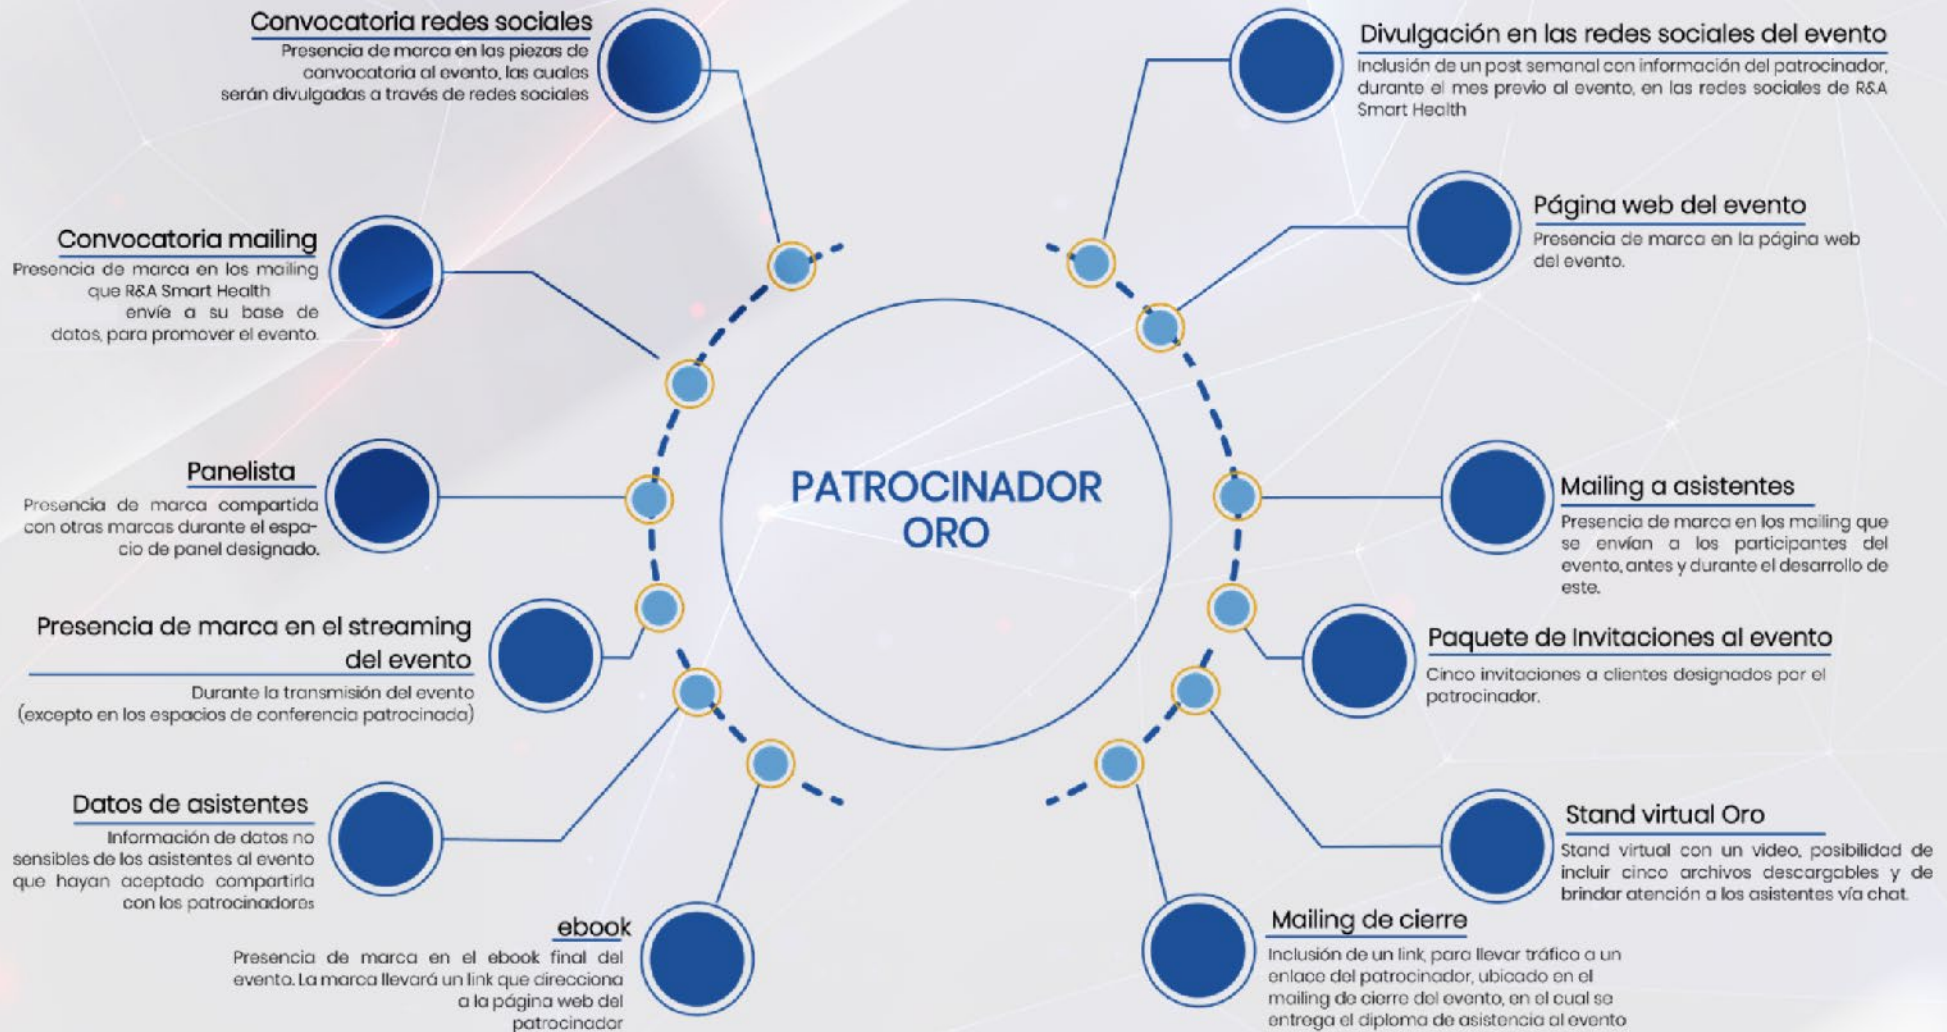 Convocatoria redes sociales
Presencia de marca en las piezas de
convocatoria al evento, las cuales
serán divulgadas a través de redes sociales
Convocatoria mailing
Presencia de marca en los mailing
que R&A Smart Health
envíe a su base de
datos, para promover el evento.
Panelista
Presencia de marca compartida
con otras marcas durante el espa-
cio de panel designado.
Presencia de marca en el streaming
del evento
Durante la transmisión del evento
(excepto en los espacios de conferencia patrocinada)
Datos de asistentes
Información de datos no
sensibles de los asistentes al evento
que hayan aceptado compartirla
con los patrocinadores
ebook
Presencia de marca en el ebook final del
evento. La marca llevará un link que direcciona
a la página web del
patrocinador
PATROCINADOR
ORO
Divulgación en las redes sociales del evento
Inclusión de un post semanal con información del patrocinador,
durante el mes previo al evento, en las redes sociales de R&A
Smart Health
Página web del evento
Presencia de marca en la página web
del evento.
Mailing a asistentes
Presencia de marca en los mailing que
se envían a los participantes del
evento, antes y durante el desarrollo de
este.
Paquete de Invitaciones al evento
Cinco invitaciones a clientes designados por el
patrocinador.
Stand virtual Oro
Stand virtual con un video, posibilidad de
incluir cinco archivos descargables y de
brindar atención a los asistentes vía chat.
Mailing de cierre
Inclusión de un link, para llevar tráfico a un
enlace del patrocinador, ubicado en el
mailing de cierre del evento, en el cual se
entrega el diploma de asistencia al evento